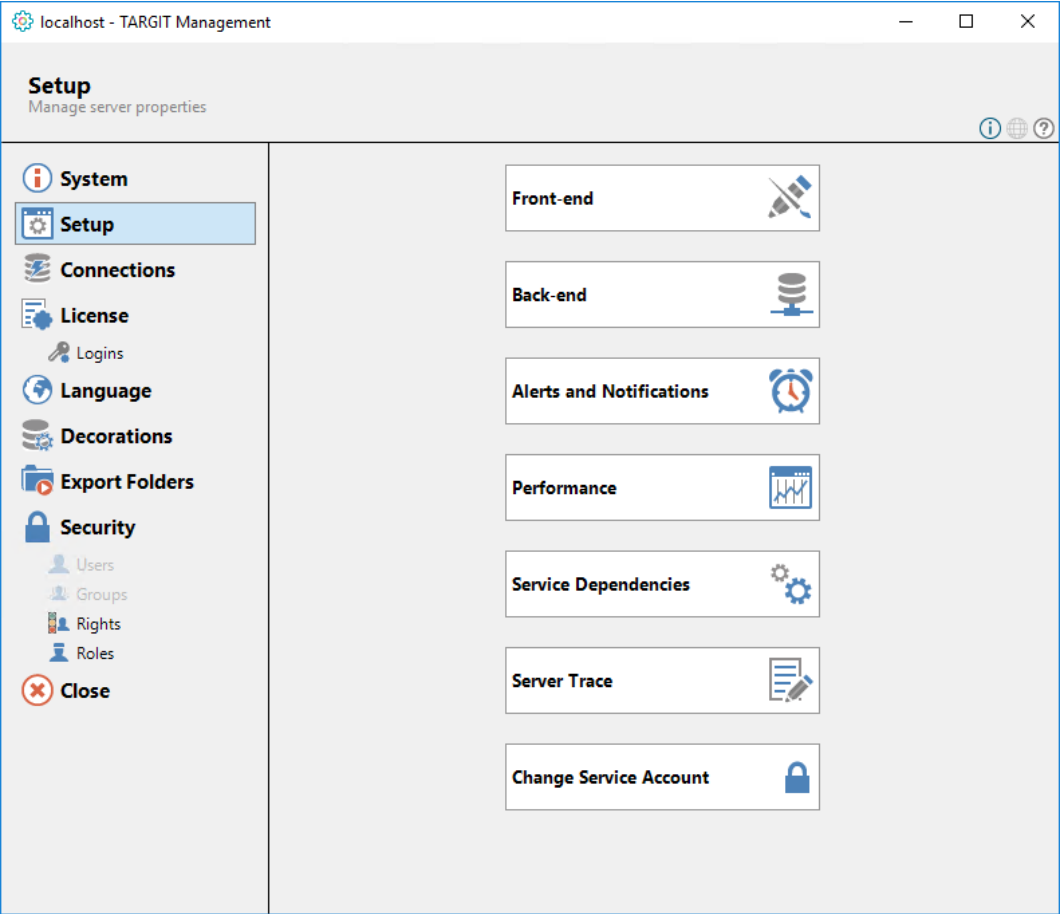 localhost - TARGIT Management
Setup
Manage server properties
System
Setup
Connections
License
Logins
Language
Decorations
Export Folders
Security
Users
Groups
Rights
Roles
Close
Front-end
Back-end
Alerts and Notifications
Performance
Service Dependencies
Server Trace
Change Service Account